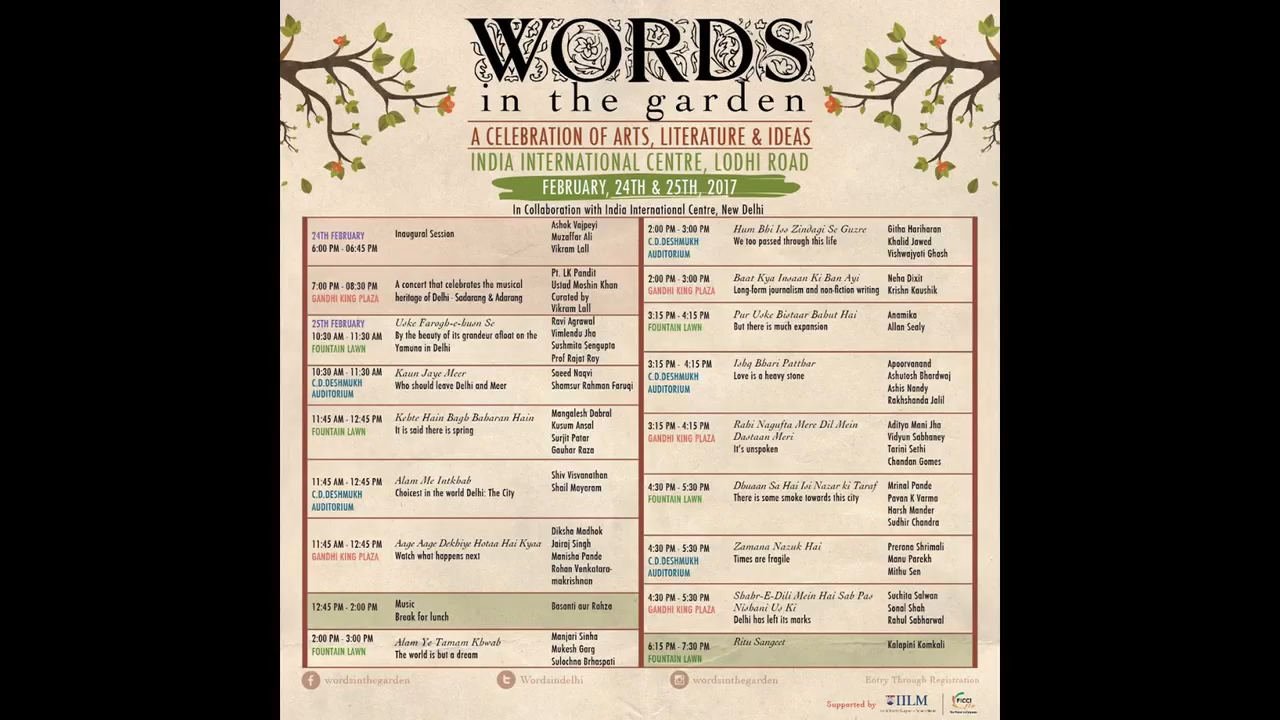 WORDS
in the garden
A CELEBRATION OF ARTS, LITERATURE & IDEAS
INDIA INTERNATIONAL CENTRE, LODHI ROAD
FEBRUARY, 24TH & 25TH, 2017
In Collaboration with India International Centre, New Delhi
24TH FEBRUARY
6:00 PM - 06:45 PM
Inaugural Session
Ashok Vajpeyi
Muzaffar Ali
Vikram Lall
7:00 PM - 08:30 PM
GANDHI KING PLAZA
A concert that celebrates the musical
heritage of Delhi - Sadarang & Adarang
Pt. LK Pandit
Ustad Moshin Khan
Curated by
Vikram Lall
25TH FEBRUARY
10:30 AM - 11:30 AM
FOUNTAIN LAWN
Uske Farogh-e-husn Se
By the beauty of its grandeur afloat on the
Yamuna in Delhi
Ravi Agrawal
Vimlendu Jha
Sushmita Sengupta
Prof Rajat Ray
10:30 AM - 11:30 AM
C.D.DESHMUKH
AUDITORIUM
Kaun Jaye Meer
Who should leave Delhi and Meer
Saeed Naqvi
Shamsur Rahman Faruqi
11:45 AM - 12:45 PM
FOUNTAIN LAWN
Kehte Hain Bagh Baharan Hain
It is said there is spring
Mangalesh Dabral
Kusum Ansal
Surjit Patar
Gauhar Raza
11:45 AM - 12:45 PM
C.D.DESHMUKH
AUDITORIUM
Alam Me Intkhab
Choicest in the world Delhi: The City
Shiv Visvanathan
Shail Mayaram
11:45 AM - 12:45 PM
GANDHI KING PLAZA
Aage Aage Dekhiye Hotaa Hai Kyaa
Watch what happens next
Diksha Madhok
Jairaj Singh
Manisha Pande
Rohan Venkatara-
makrishnan
12:45 PM - 2:00 PM
Music
Break for lunch
Basanti aur Rahza
2:00 PM - 3:00 PM
FOUNTAIN LAWN
Alam Ye Tamam Khwab
The world is but a dream
Manjari Sinha
Mukesh Garg
Sulochna Brhaspati
2:00 PM - 3:00 PM
C.D.DESHMUKH
AUDITORIUM
Hum Bhi Iss Zindagi Se Guzre
We too passed through this life
Githa Hariharan
Khalid Jawed
Vishwajyoti Ghosh
2:00 PM - 3:00 PM
GANDHI KING PLAZA
Baat Kya Insaan Ki Ban Ayi
Long-form journalism and non-fiction writing
Neha Dixit
Krishn Kaushik
3:15 PM - 4:15 PM
FOUNTAIN LAWN
Pur Uske Bistaar Bahut Hai
But there is much expansion
Anamika
Allan Sealy
3:15 PM - 4:15 PM
C.D.DESHMUKH
AUDITORIUM
Ishq Bhari Patthar
Love is a heavy stone
Apoorvanand
Ashutosh Bhardwaj
Ashis Nandy
Rakhshanda Jalil
3:15 PM - 4:15 PM
GANDHI KING PLAZA
Rahi Nagufta Mere Dil Mein
Dastaan Meri
It's unspoken
Aditya Mani Jha
Vidyun Sabhaney
Tarini Sethi
Chandan Gomes
4:30 PM - 5:30 PM
FOUNTAIN LAWN
Dhuaan Sa Hai Isi Nazar ki Taraf
There is some smoke towards this city
Mrinal Pande
Pavan K Varma
Harsh Mander
Sudhir Chandra
4:30 PM - 5:30 PM
C.D.DESHMUKH
AUDITORIUM
Zamana Nazuk Hai
Times are fragile
Prerana Shrimali
Manu Parekh
Mithu Sen
4:30 PM - 5:30 PM
GANDHI KING PLAZA
Shahr-E-Dili Mein Hai Sab Pas
Nishani Us Ki
Delhi has left its marks
Suchita Salwan
Sonal Shah
Rahul Sabharwal
6:15 PM - 7:30 PM
FOUNTAIN LAWN
Ritu Sangeet
Kalapini Komkali
wordsinthegarden
Wordsindelhi
wordsinthegarden
Entry Through Registration
Supported by
IILM
FICCI